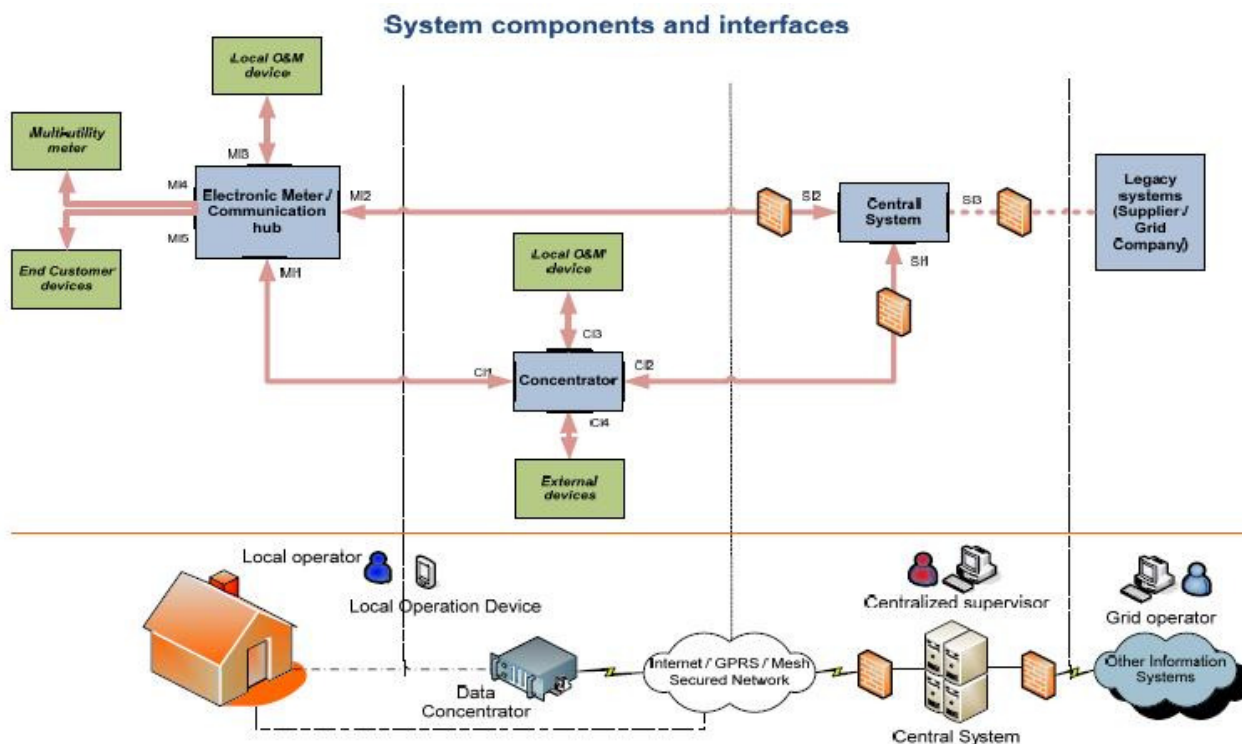 System components and interfaces
Local O&M
device
Multi-utility
meter
MI3
MI4
Electronic Meter /
Communication
hub
MI2
MI5
MI1
End Customer
devices
SI2
Central
System
SI3
SI1
Legacy
systems
(Supplier /
Grid
Company)
Local O&M
device
CI3
CI1
Concentrator
CI2
CI4
External
devices
Local operator
Local Operation Device
Centralized supervisor
Grid operator
Data
Concentrator
Internet / GPRS / Mesh
Secured Network
Central System
Other Information
Systems